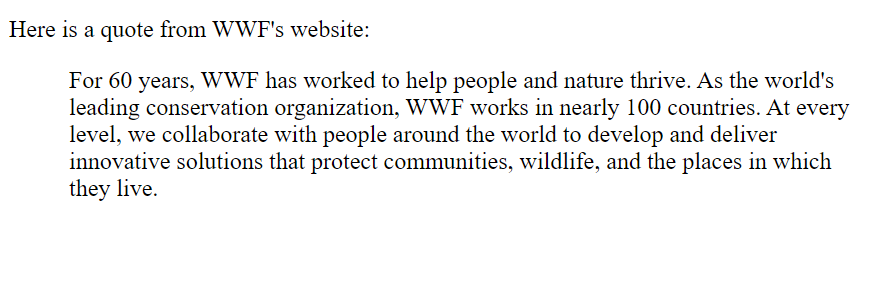 Here is a quote from WWF's website:
For 60 years, WWF has worked to help people and nature thrive. As the world's
leading conservation organization, WWF works in nearly 100 countries. At every
level, we collaborate with people around the world to develop and deliver
innovative solutions that protect communities, wildlife, and the places in which
they live.